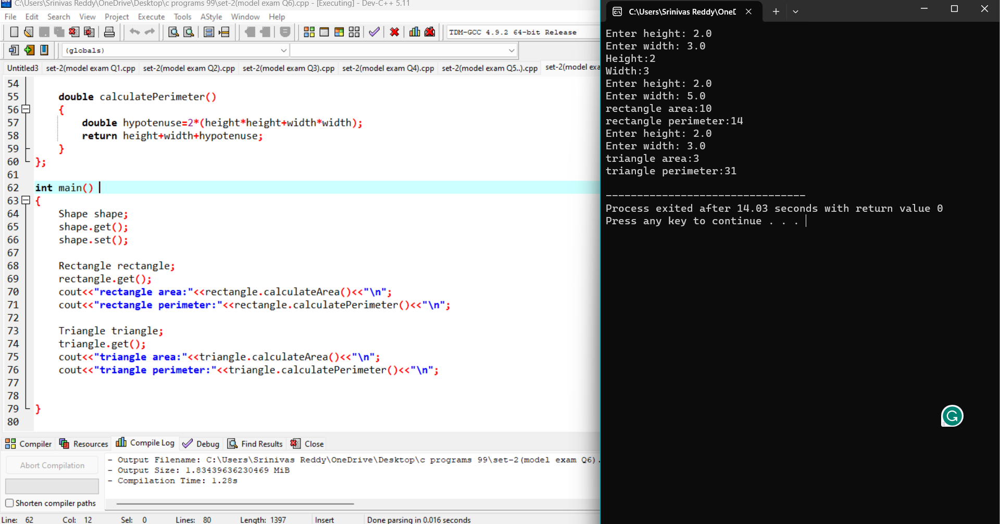 C:\Users\Srinivas Reddy\OneDrive\Desktop\c programs 99\set-2(model exam Q6).cpp - [Executing] - Dev-C++ 5.11
File Edit Search View Project Execute Tools AStyle Window Help
TDM-GCC 4.9.2 64-bit Release
(globals)
Untitled3 set-2(model exam Q1.cpp set-2(model exam Q2).cpp set-2(model exam Q3).cpp set-2(model exam Q4).cpp set-2(model exam Q5..).cpp set-2(model exa
54
55 double calculatePerimeter()
56 {
57 double hypotenuse=2*(height*height+width*width);
58 return height+width+hypotenuse;
59 }
60 };
61
62 int main()
63 {
64 Shape shape;
65 shape.get();
66 shape.set();
67
68 Rectangle rectangle;
69 rectangle.get();
70 cout<<"rectangle area:"<<rectangle.calculateArea()<<"\n";
71 cout<<"rectangle perimeter:"<<rectangle.calculatePerimeter()<<"\n";
72
73 Triangle triangle;
74 triangle.get();
75 cout<<"triangle area:"<<triangle.calculateArea()<<"\n";
76 cout<<"triangle perimeter:"<<triangle.calculatePerimeter()<<"\n";
77
78
79 }
80
Compiler Resources Compile Log Debug Find Results Close
Abort Compilation
Shorten compiler paths
- Output Filename: C:\Users\Srinivas Reddy\OneDrive\Desktop\c programs 99\set-2(model exam Q6).
- Output Size: 1.83439636230469 MiB
- Compilation Time: 1.28s
Line: 62 Col: 12 Sel: 0 Lines: 80 Length: 1397 Insert Done parsing in 0.016 seconds
C:\Users\Srinivas Reddy\OneD
Enter height: 2.0
Enter width: 3.0
Height:2
Width:3
Enter height: 2.0
Enter width: 5.0
rectangle area:10
rectangle perimeter:14
Enter height: 2.0
Enter width: 3.0
triangle area:3
triangle perimeter:31
--------------------------------
Process exited after 14.03 seconds with return value 0
Press any key to continue . . .